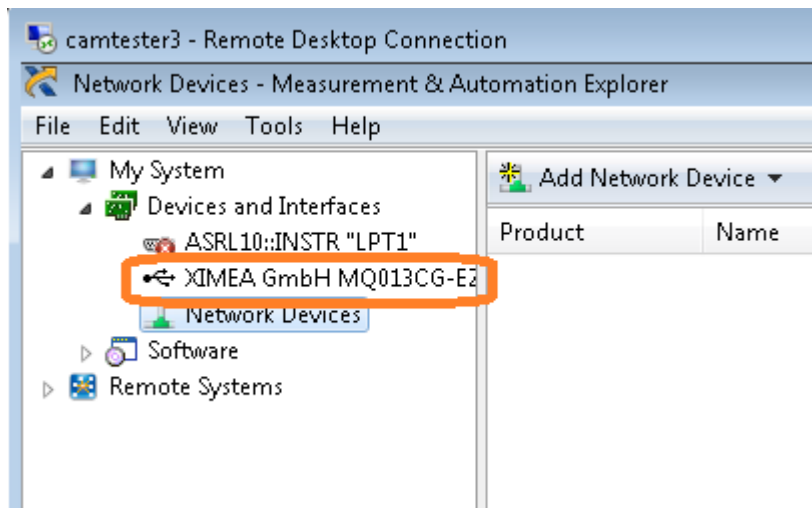 camtester3 - Remote Desktop Connection
Network Devices - Measurement & Automation Explorer
File Edit View Tools Help
My System
Add Network Device
Devices and Interfaces
Product Name
ASRL10::INSTR "LPT1"
XIMEA GmbH MQ013CG-E2
Network Devices
Software
Remote Systems